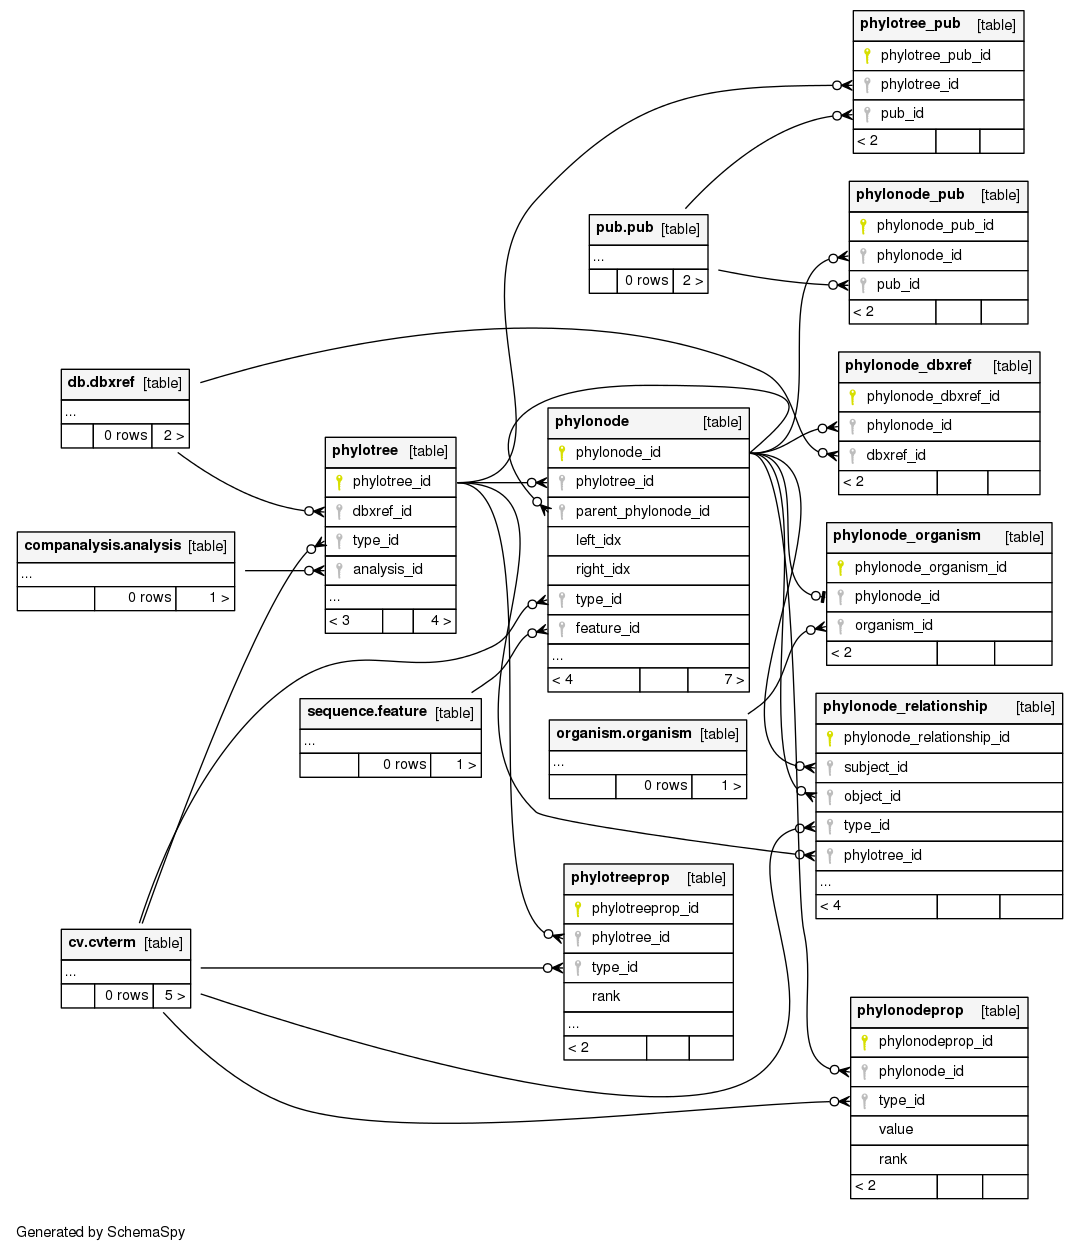 phylotree_pub [table]
phylotree_pub_id
phylotree_id
pub_id
< 2
phylonode_pub [table]
phylonode_pub_id
phylonode_id
pub_id
< 2
pub.pub [table]
...
0 rows 2 >
phylonode_dbxref [table]
phylonode_dbxref_id
phylonode_id
dbxref_id
< 2
db.dbxref [table]
...
0 rows 2 >
phylotree [table]
phylotree_id
dbxref_id
type_id
analysis_id
...
< 3 4 >
phylonode [table]
phylonode_id
phylotree_id
parent_phylonode_id
left_idx
right_idx
type_id
feature_id
...
< 4 7 >
companalysis.analysis [table]
...
0 rows 1 >
phylonode_organism [table]
phylonode_organism_id
phylonode_id
organism_id
< 2
sequence.feature [table]
...
0 rows 1 >
organism.organism [table]
...
0 rows 1 >
phylonode_relationship [table]
phylonode_relationship_id
subject_id
object_id
type_id
phylotree_id
...
< 4
phylotreeprop [table]
phylotreeprop_id
phylotree_id
type_id
rank
...
< 2
cv.cvterm [table]
...
0 rows 5 >
phylonodeprop [table]
phylonodeprop_id
phylonode_id
type_id
value
rank
< 2
Generated by SchemaSpy